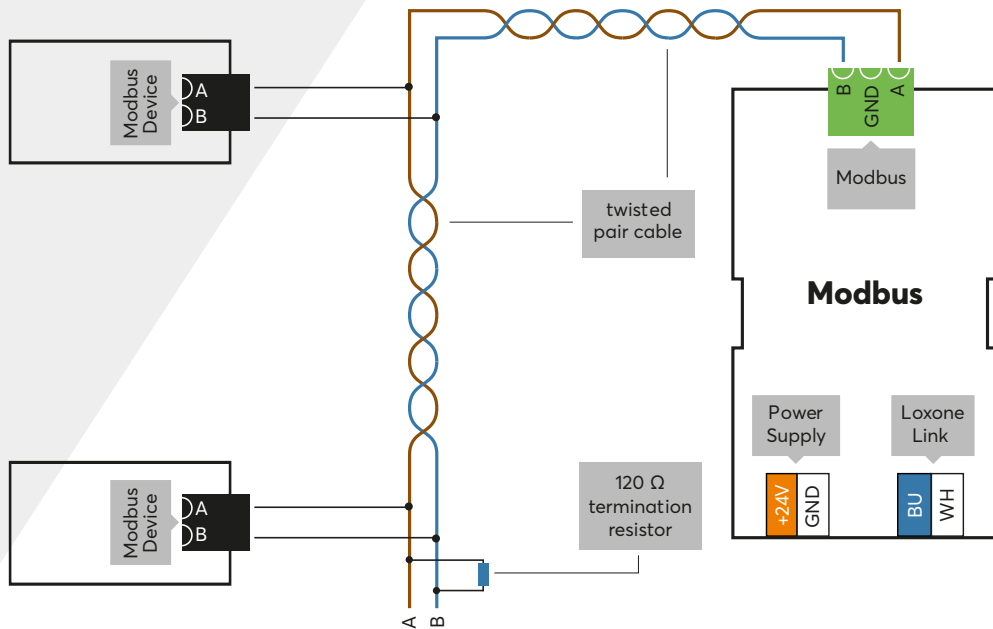 Modbus
Device
A
B
B
GND
A
Modbus
twisted
pair cable
Modbus
Power
Supply
Loxone
Link
+24V
GND
BU
WH
Modbus
Device
A
B
120 Ω
termination
resistor
A
B